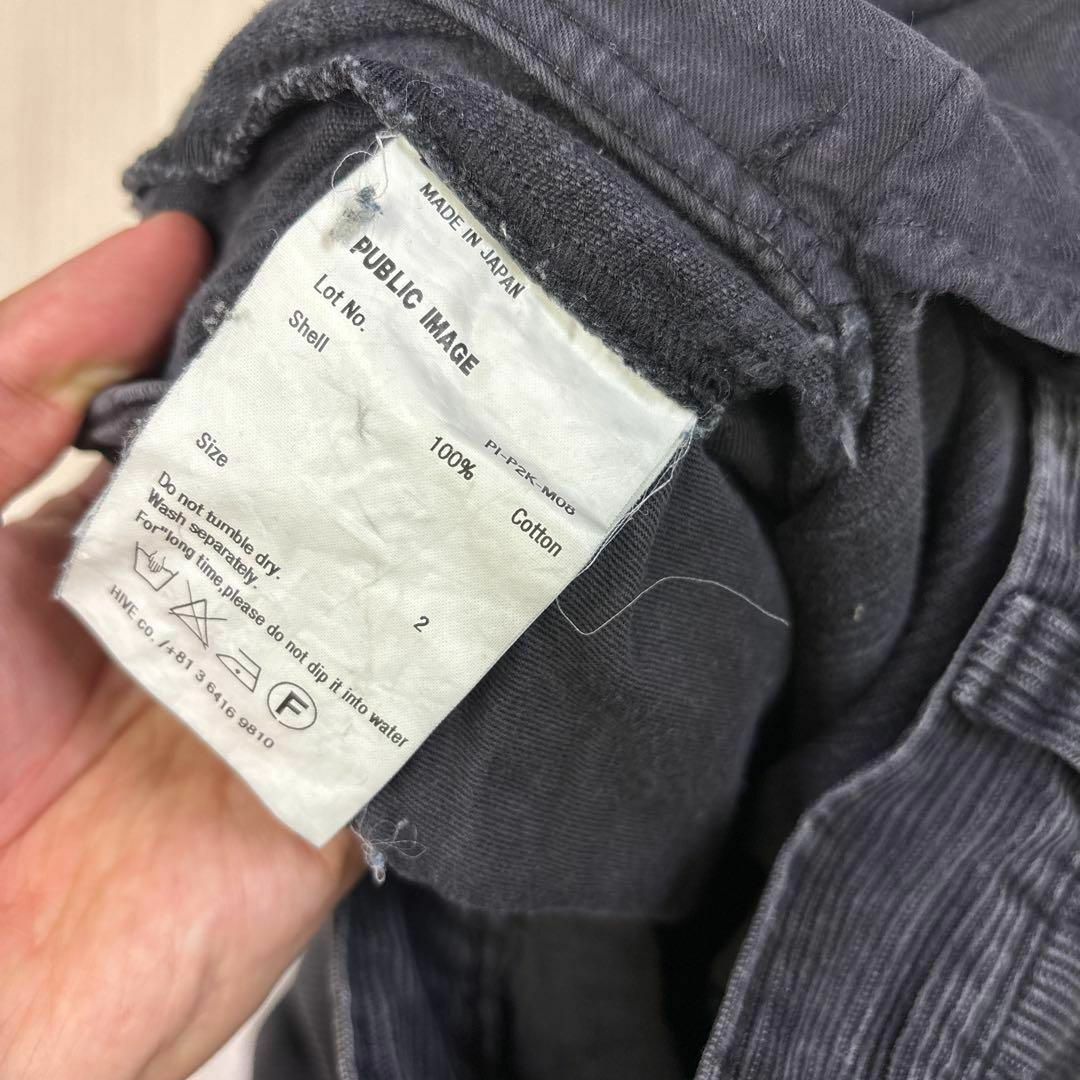 MADE IN JAPAN
PUBLIC IMAGE
Lot No. PI-P2K-M08
Shell 100% Cotton
Size 2
Do not tumble dry.
Wash separately.
For"long time,please do not dip it into water
F
HIVE co. /+81 3 6416 9810